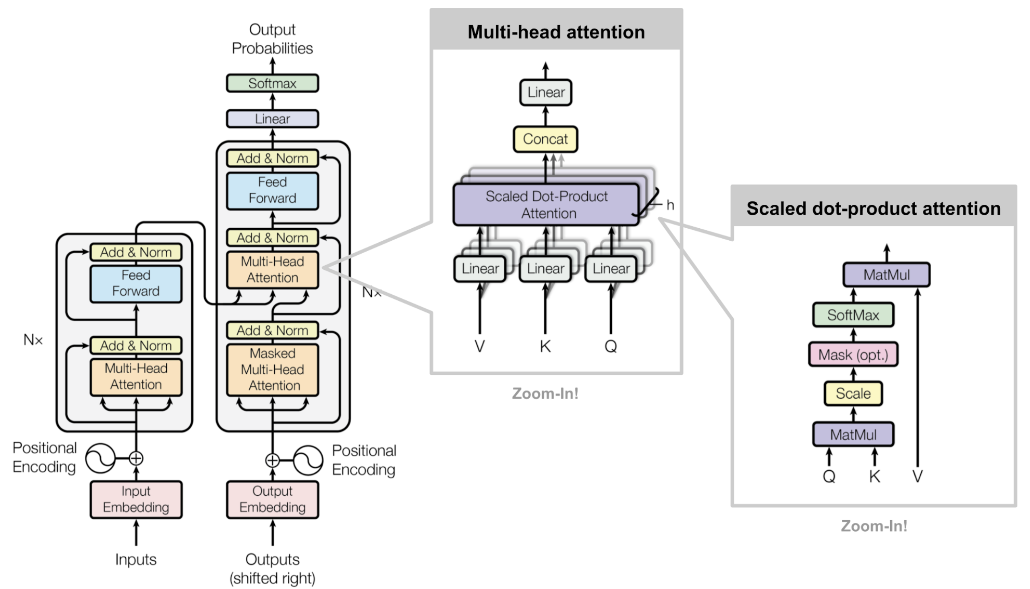 Output
Probabilities
Softmax
Linear
Add & Norm
Feed
Forward
Add & Norm
Multi-Head
Attention
Add & Norm
Masked
Multi-Head
Attention
N×
Add & Norm
Feed
Forward
Add & Norm
Multi-Head
Attention
N×
Positional
Encoding
Positional
Encoding
Input
Embedding
Output
Embedding
Inputs
Outputs
(shifted right)
Multi-head attention
Linear
Concat
Scaled Dot-Product
Attention
h
Linear
Linear
Linear
V
K
Q
Zoom-In!
Scaled dot-product attention
MatMul
SoftMax
Mask (opt.)
Scale
MatMul
Q
K
V
Zoom-In!